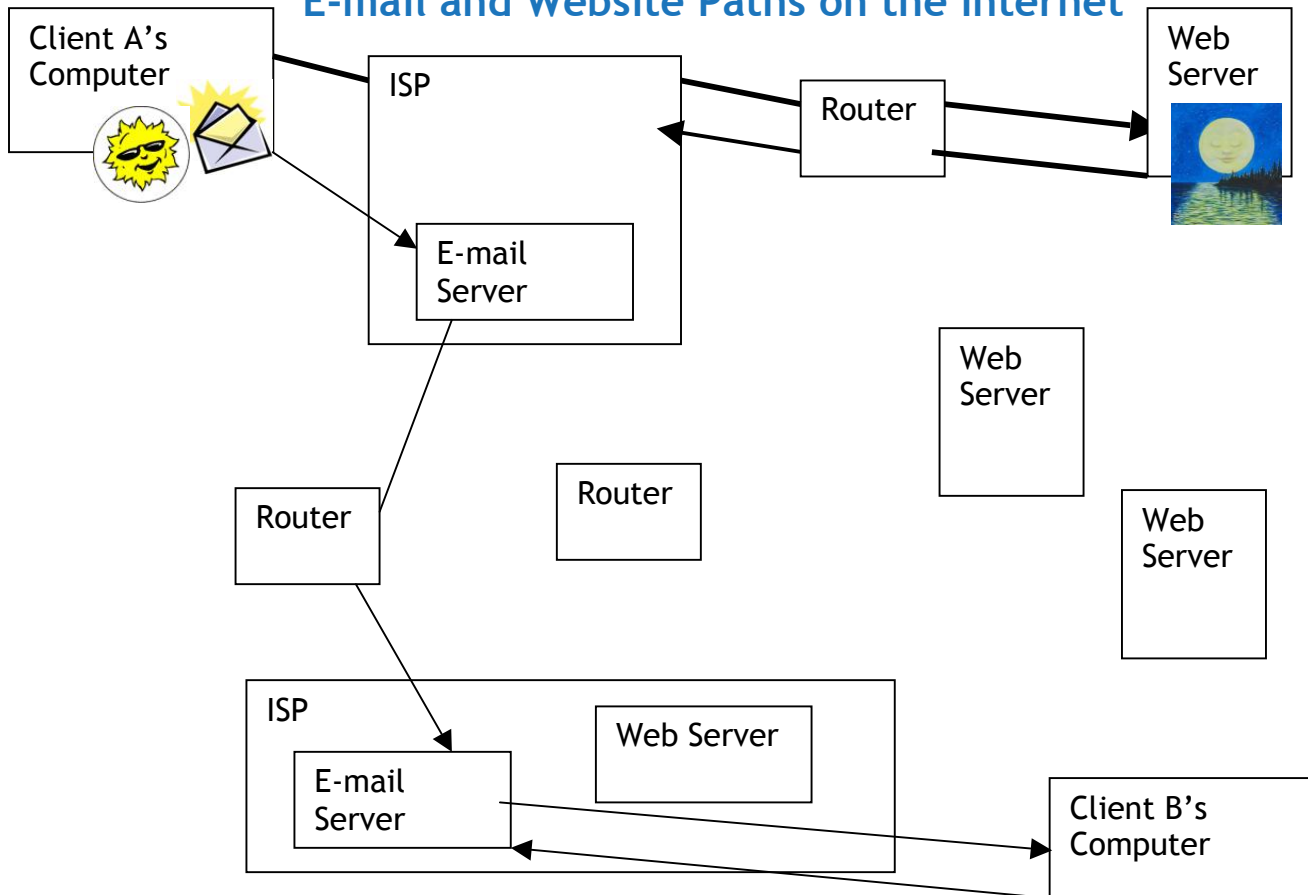 E-mail and Website Paths on the Internet
Client A's
Computer
ISP
Router
Web
Server
E-mail
Server
Web
Server
Router
Router
Web
Server
ISP
Web Server
E-mail
Server
Client B's
Computer